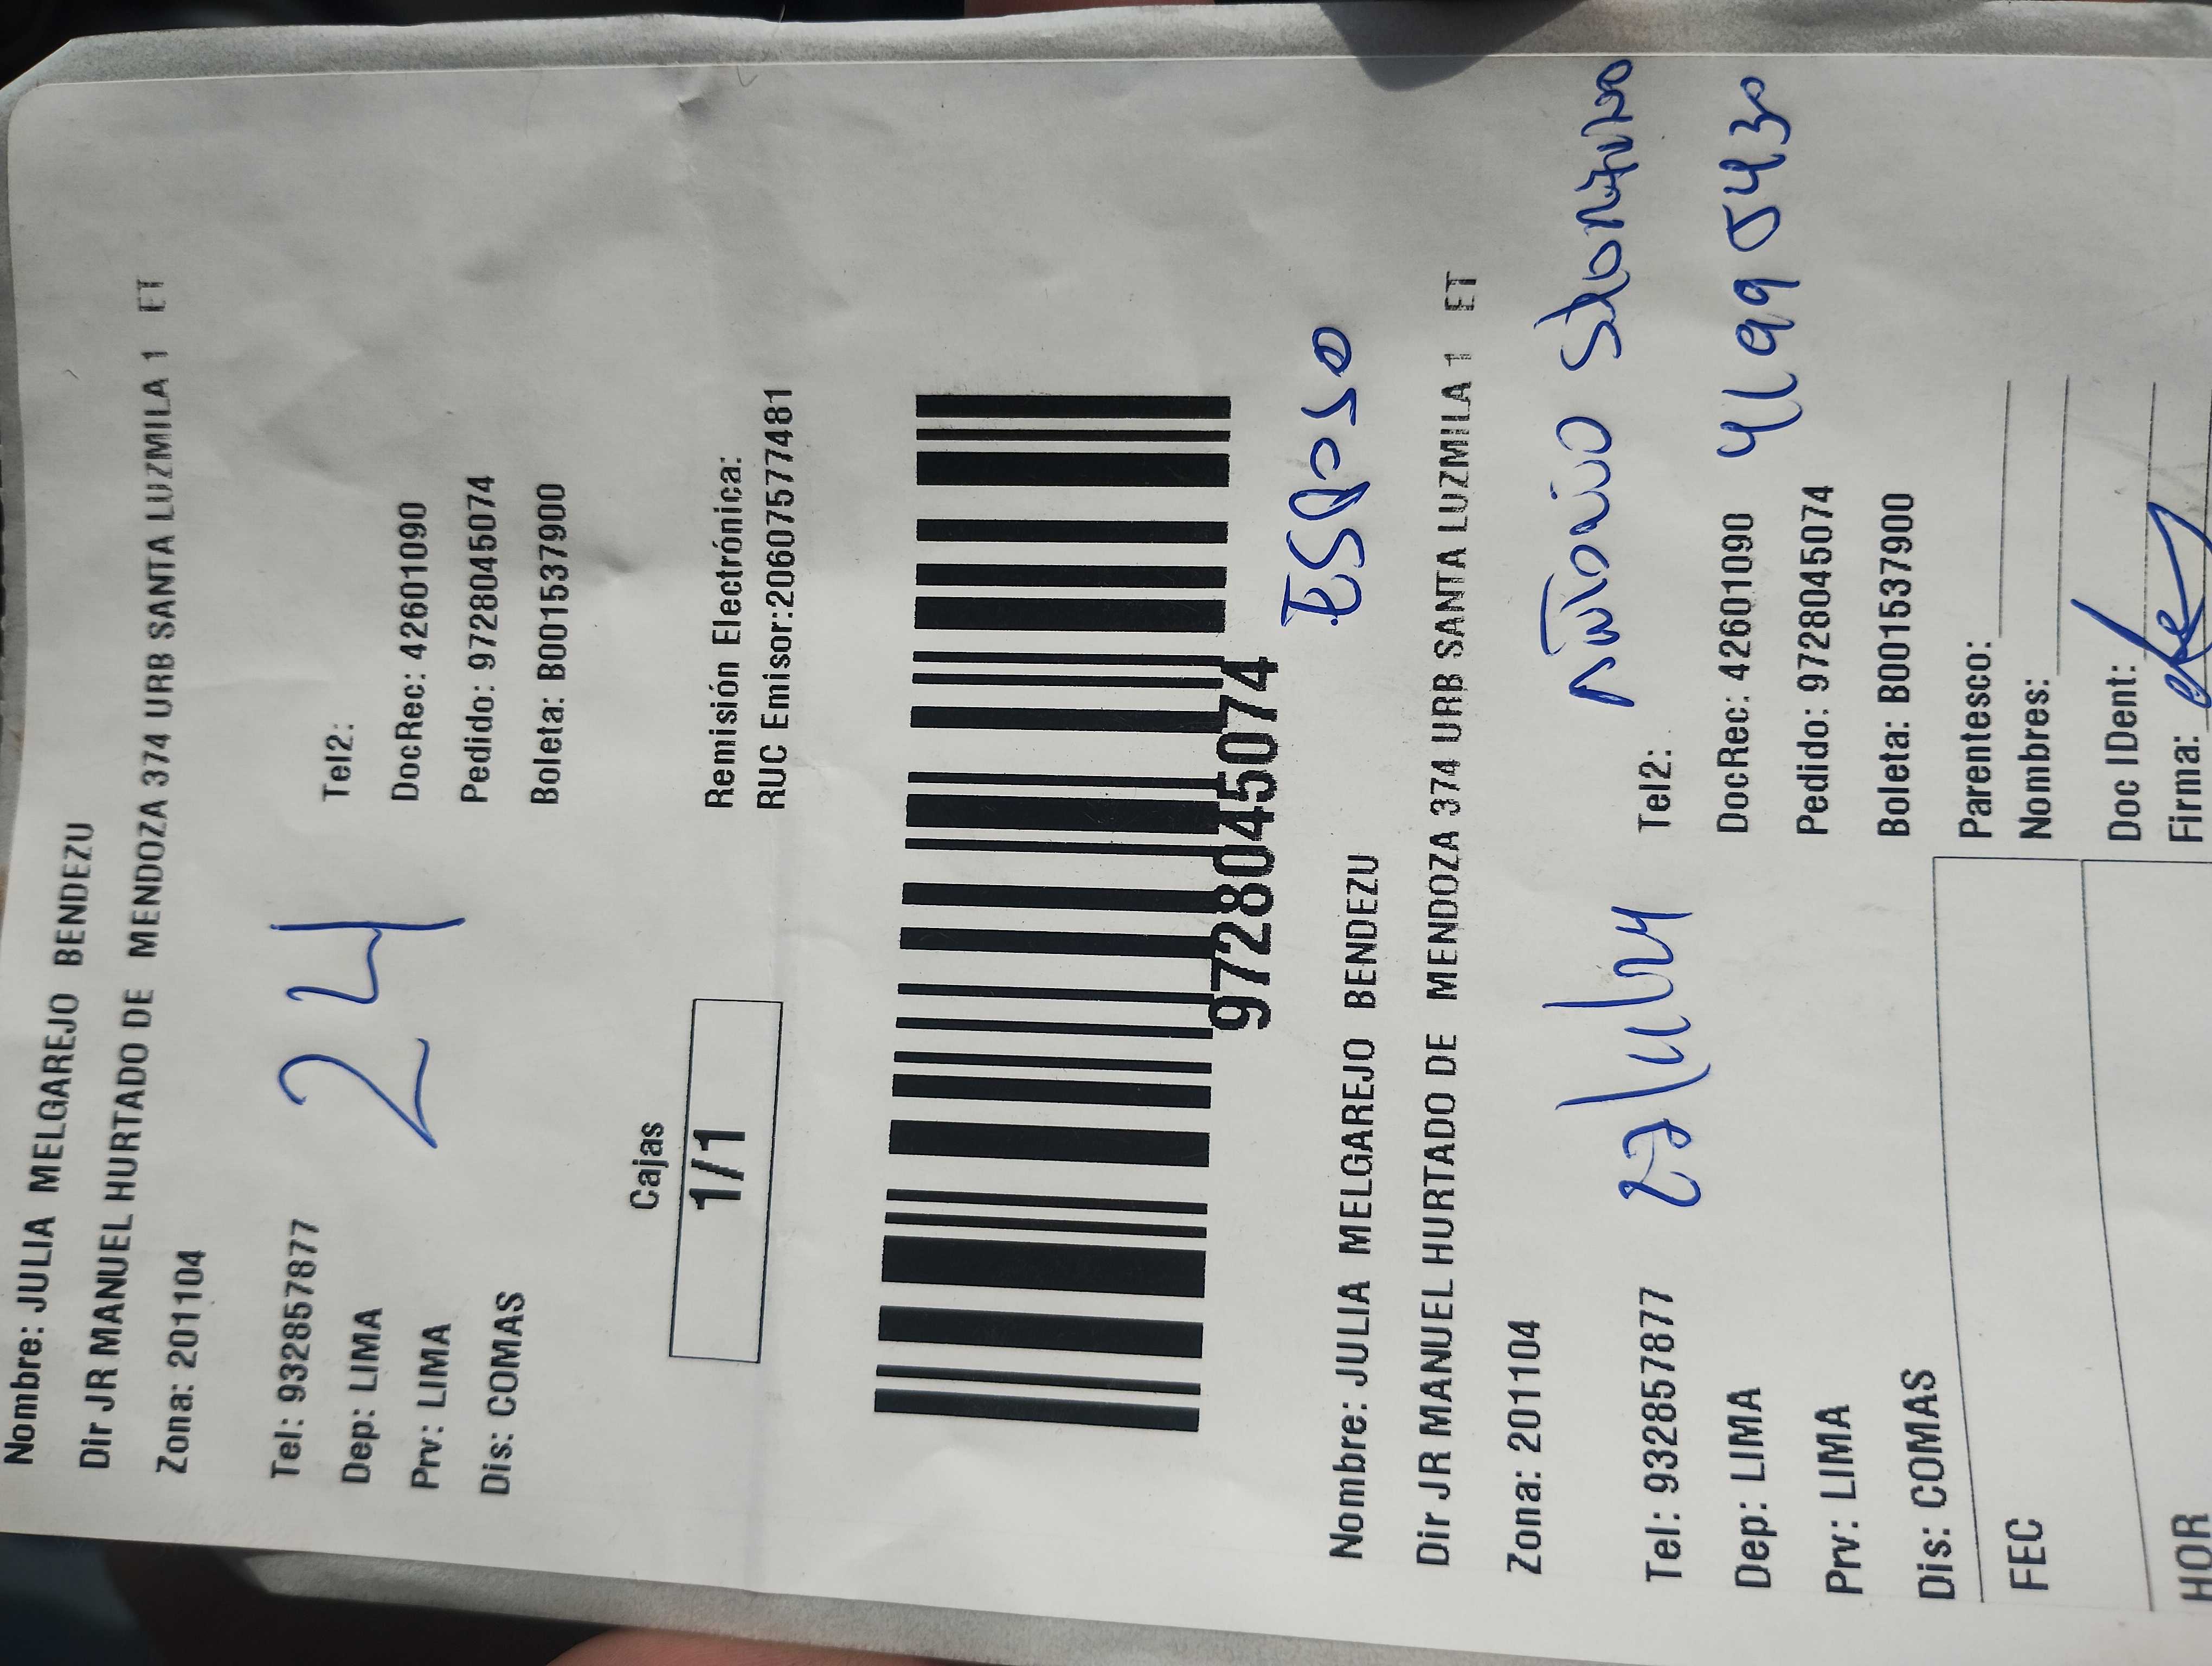 Nombre: JULIA MELGAREJO BENDEZU
Dir JR MANUEL HURTADO DE MENDOZA 374 URB SANTA LUZMILA 1 ET
Zona: 201104
Tel: 932857877
Tel2:
24
Dep: LIMA
DocRec: 42601090
Prv: LIMA
Pedido: 9728045074
Dis: COMAS
Boleta: B001537900
Cajas
1/1
Remisión Electrónica:
RUC Emisor:20607577481
9728045074
Esposo
Nombre: JULIA MELGAREJO BENDEZU
Dir JR MANUEL HURTADO DE MENDOZA 374 URB SANTA LUZMILA 1 ET
Zona: 201104
Antonio
Tel: 932857877
Tel2:
Dep: LIMA
DocRec: 42601090
41995430
Prv: LIMA
Pedido: 9728045074
Dis: COMAS
Boleta: B001537900
FEC
Parentesco:
Nombres:
HOR
Doc IDent:
Firma: